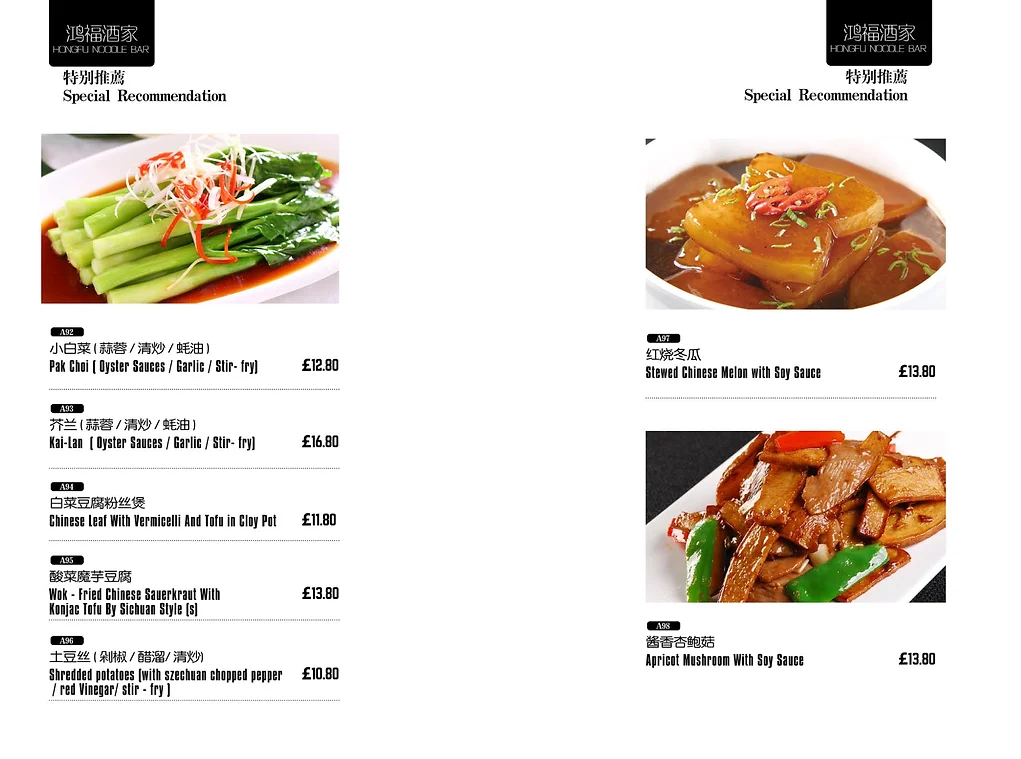 鸿福酒家
HONGFU NOODLE BAR
特别推薦
Special Recommendation
A92
小白菜 ( 蒜蓉 / 清炒 / 蚝油 )
Pak Choi ( Oyster Sauces / Garlic / Stir- fry)
£12.80
A93
芥兰 ( 蒜蓉 / 清炒 / 蚝油 )
Kai-Lan ( Oyster Sauces / Garlic / Stir- fry)
£16.80
A94
白菜豆腐粉丝煲
Chinese Leaf With Vermicelli And Tofu in Cloy Pot
£11.80
A95
酸菜魔芋豆腐
Wok - Fried Chinese Sauerkraut With
Konjac Tofu By Sichuan Style (s)
£13.80
A96
土豆丝 ( 剁椒 / 醋溜/ 清炒)
Shredded potatoes (with szechuan chopped pepper
/ red Vinegar/ stir - fry )
£10.80
鸿福酒家
HONGFU NOODLE BAR
特别推薦
Special Recommendation
A97
红烧冬瓜
Stewed Chinese Melon with Soy Sauce
£13.80
A98
酱香杏鲍菇
Apricot Mushroom With Soy Sauce
£13.80